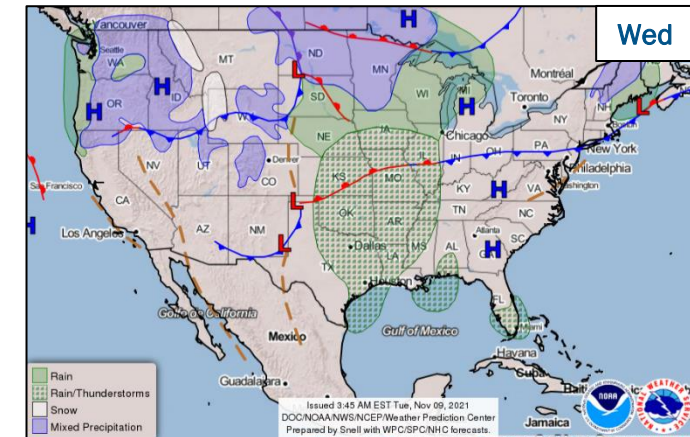 Wed
Vancouver
Seattle
WA
MT
ND
MN
Montréal
OR
ID
SD
WI
MI
Toronto
NH
Boston
NY
W
NE
IA
Chicago
New York
NV
UT
Denver
CO
KS
MO
IL
IN
OH
PA
Philadelphia
San Francisco
CA
KY
VA
Washington
Los Angeles
AZ
NM
OK
AR
TN
NC
Atlanta
SC
Dallas
MS
AL
GA
TX
LA
Houston
FL
Miami
Golfo de California
Mexico
Gulf of Mexico
Havana
Cuba
Guadalajara
Haiti
Jamaica
H
H
H
H
H
H
H
L
L
L
L
Rain
Rain/Thunderstorms
Snow
Mixed Precipitation
Issued 3:45 AM EST Tue, Nov 09, 2021
DOC/NOAA/NWS/NCEP/Weather Prediction Center
Prepared by Snell with WPC/SPC/NHC forecasts.
NOAA